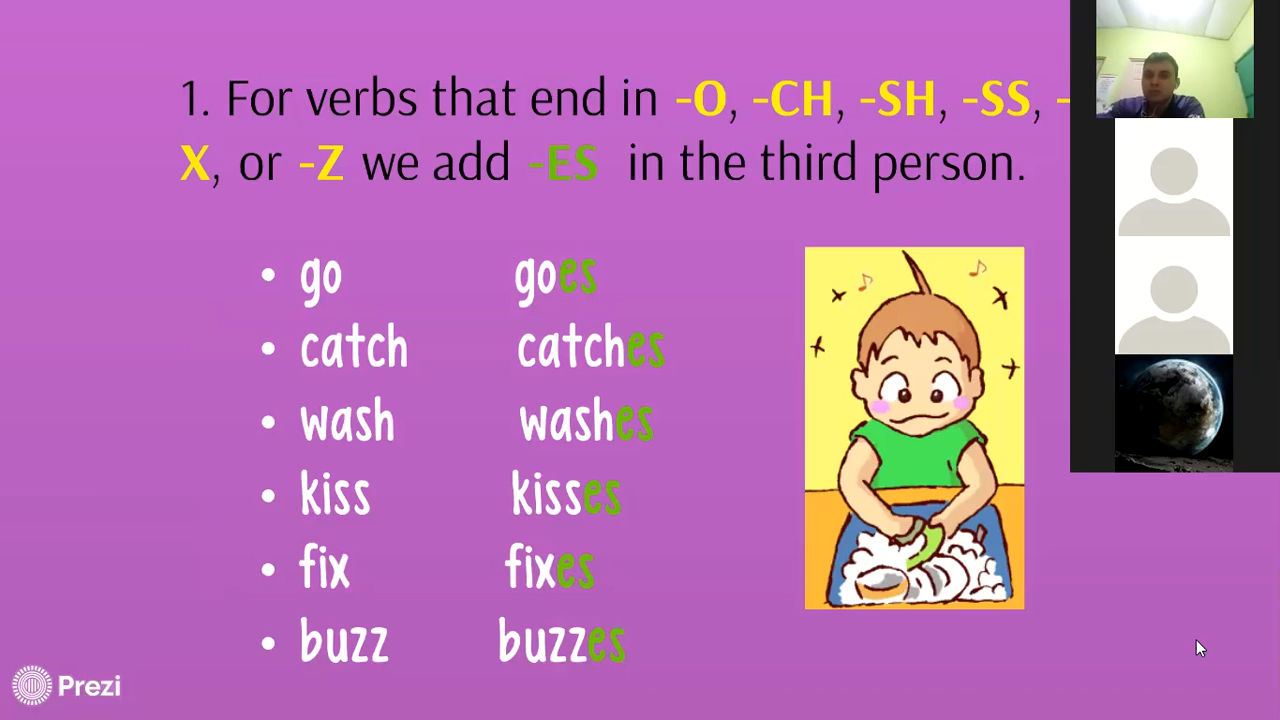 1. For verbs that end in -O, -CH, -SH, -SS, -
X, or -Z we add -ES in the third person.
• go goes
• catch catches
• wash washes
• kiss kisses
• fix fixes
• buzz buzzes
Prezi